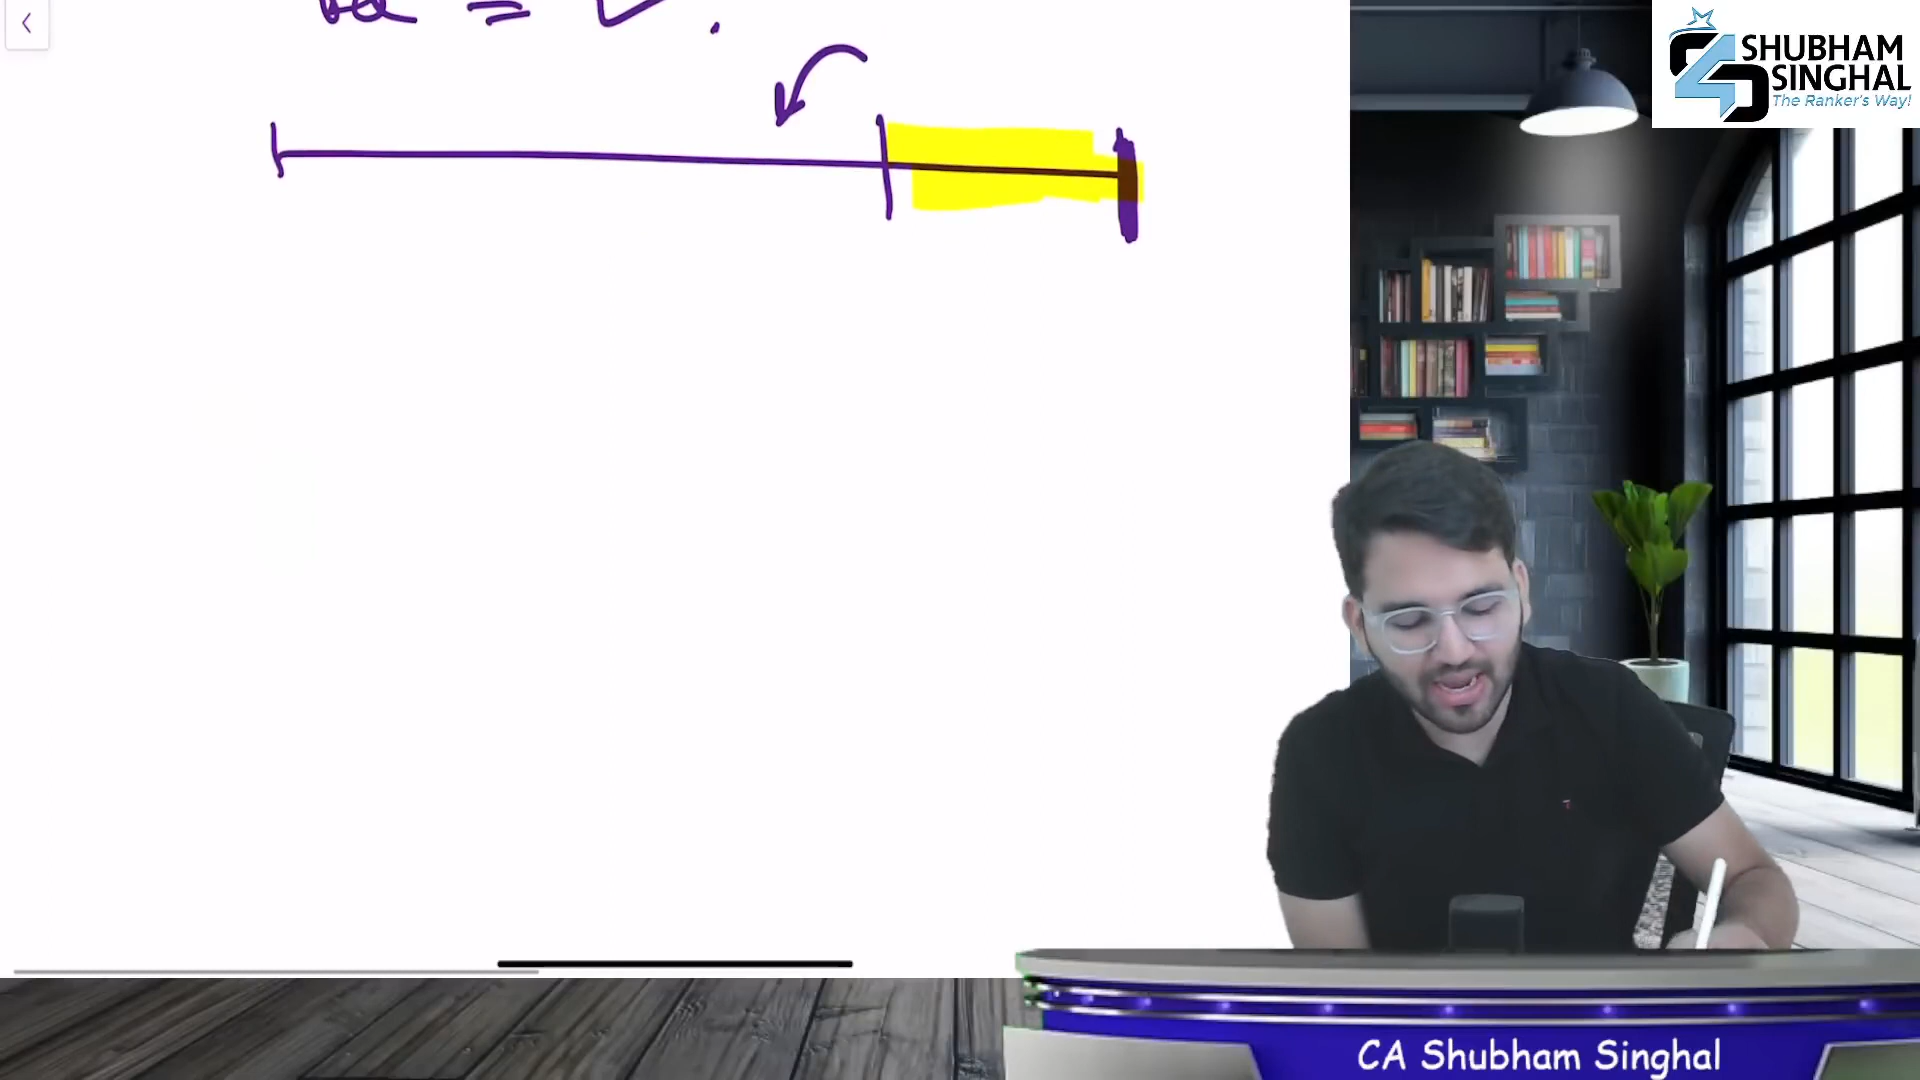 SHUBHAM
SINGHAL
The Ranker's Way!
=
CA Shubham Singhal